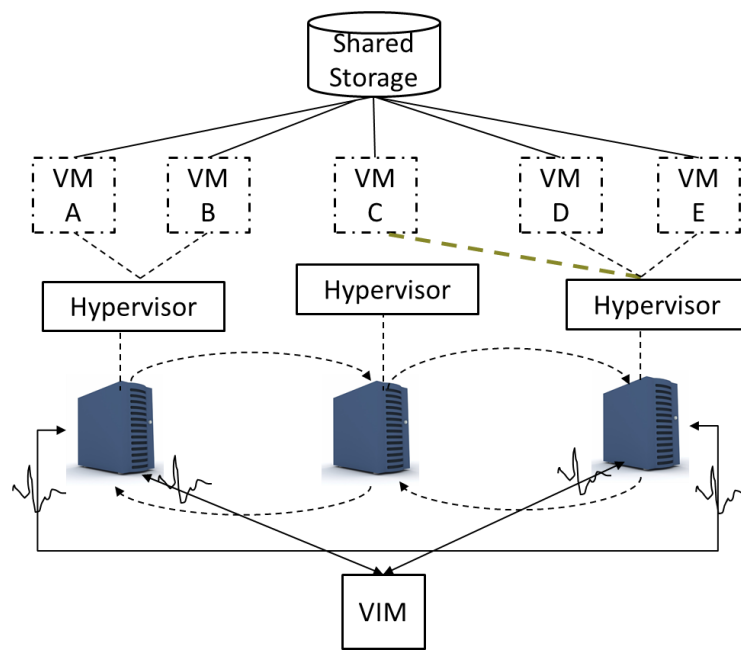 Shared
Storage
VM
A
VM
B
VM
C
VM
D
VM
E
Hypervisor
Hypervisor
Hypervisor
VIM